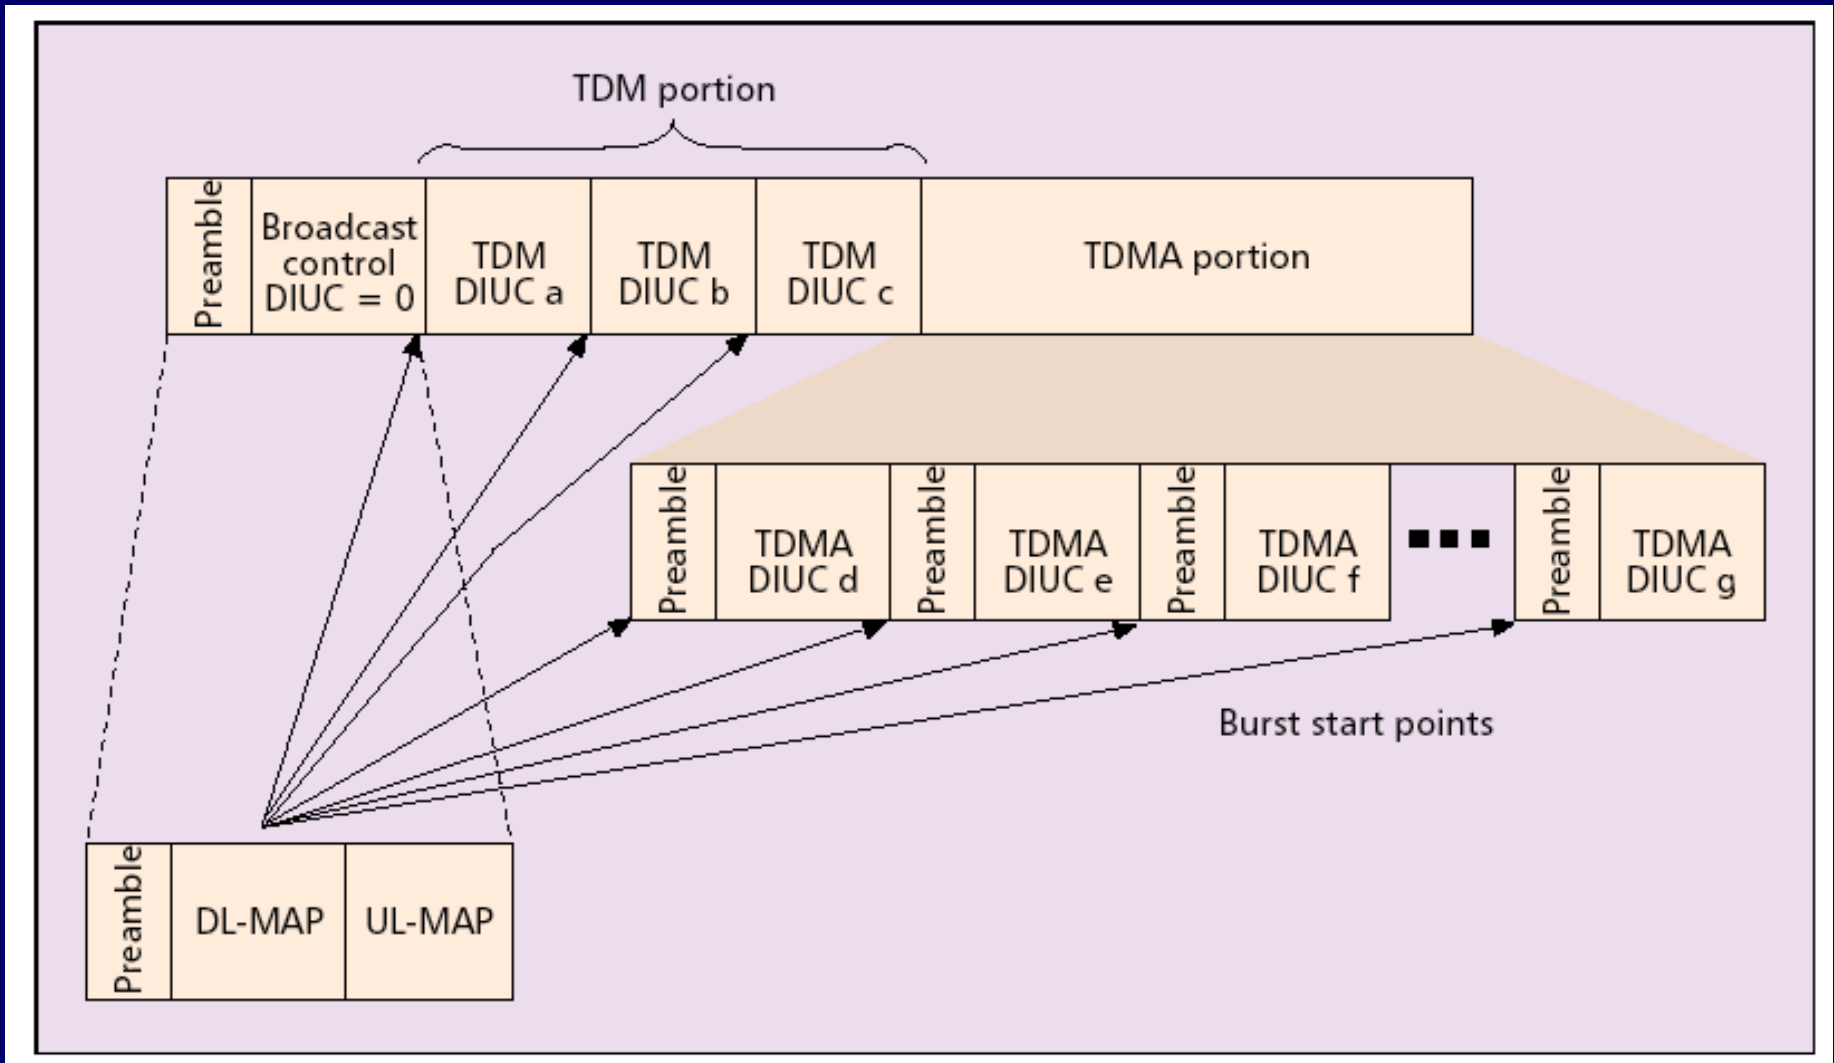 TDM portion
Preamble
Broadcast
control
DIUC = 0
TDM
DIUC a
TDM
DIUC b
TDM
DIUC c
TDMA portion
Preamble
TDMA
DIUC d
Preamble
TDMA
DIUC e
Preamble
TDMA
DIUC f
Preamble
TDMA
DIUC g
Burst start points
Preamble
DL-MAP
UL-MAP